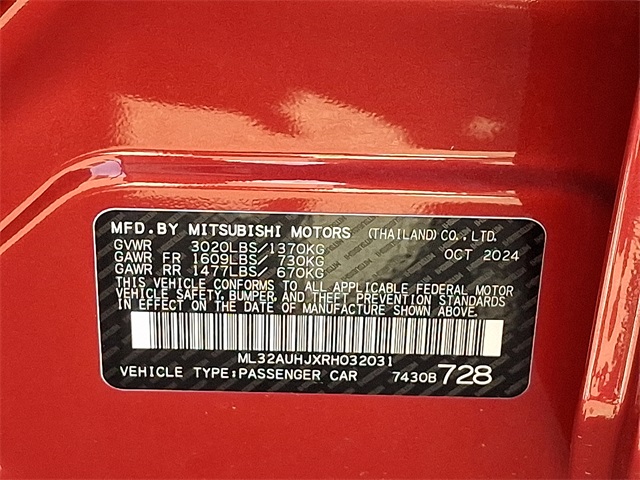 MFD.BY MITSUBISHI MOTORS (THAILAND)CO.,LTD.
GVWR 3020LBS/1370KG OCT 2024
GAWR FR 1609LBS/ 730KG
GAWR RR 1477LBS/ 670KG
THIS VEHICLE CONFORMS TO ALL APPLICABLE FEDERAL MOTOR
VEHICLE SAFETY, BUMPER, AND THEFT PREVENTION STANDARDS
IN EFFECT ON THE DATE OF MANUFACTURE SHOWN ABOVE.
ML32AUHJXRH032031
VEHICLE TYPE:PASSENGER CAR 7430B 728